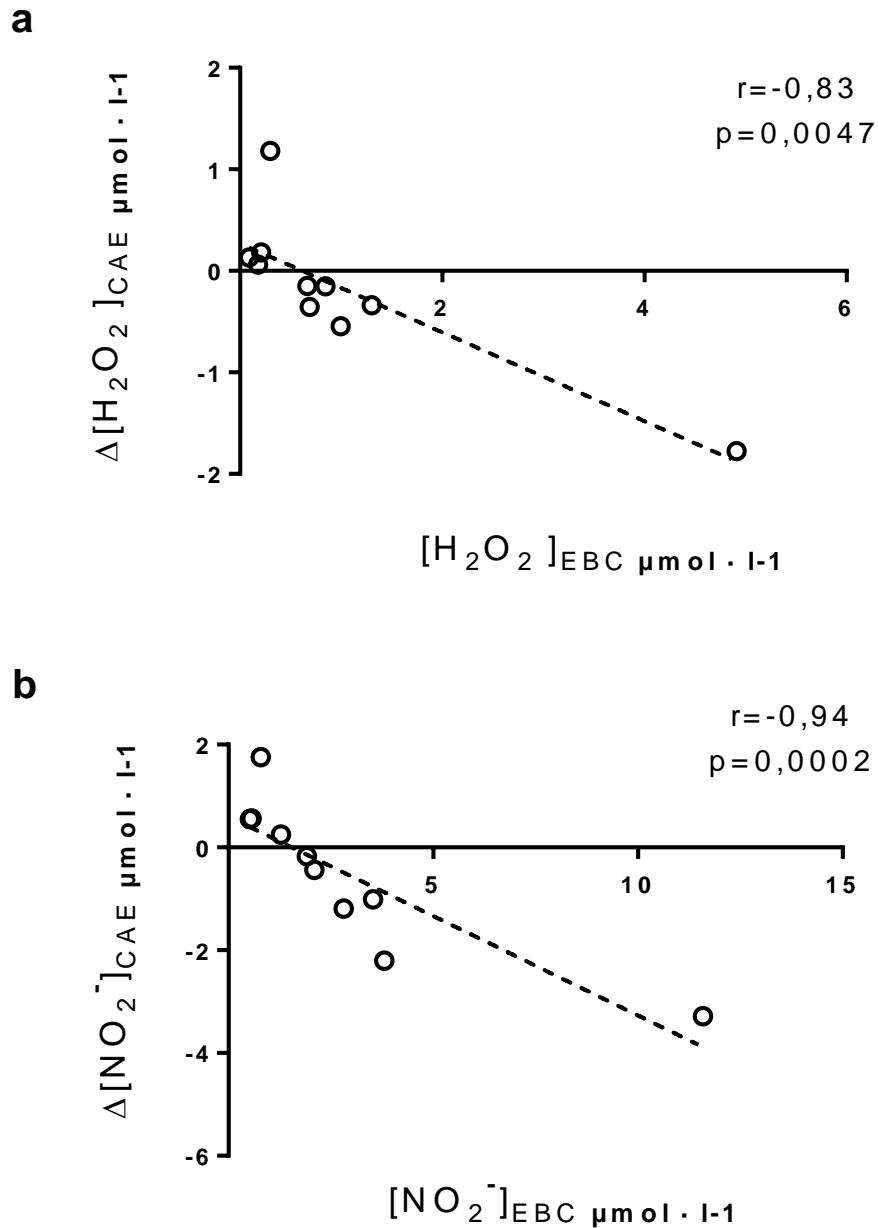 a
r=-0,83
p=0,0047
Δ[H2O2]CAE µmol · l-1
2
1
0
-1
-2
2
4
6
[H2O2 ]EBC µmol · l-1
b
r=-0,94
p=0,0002
Δ[NO2-]CAE µmol · l-1
2
0
-2
-4
-6
5
10
15
[NO2-]EBC µmol · l-1